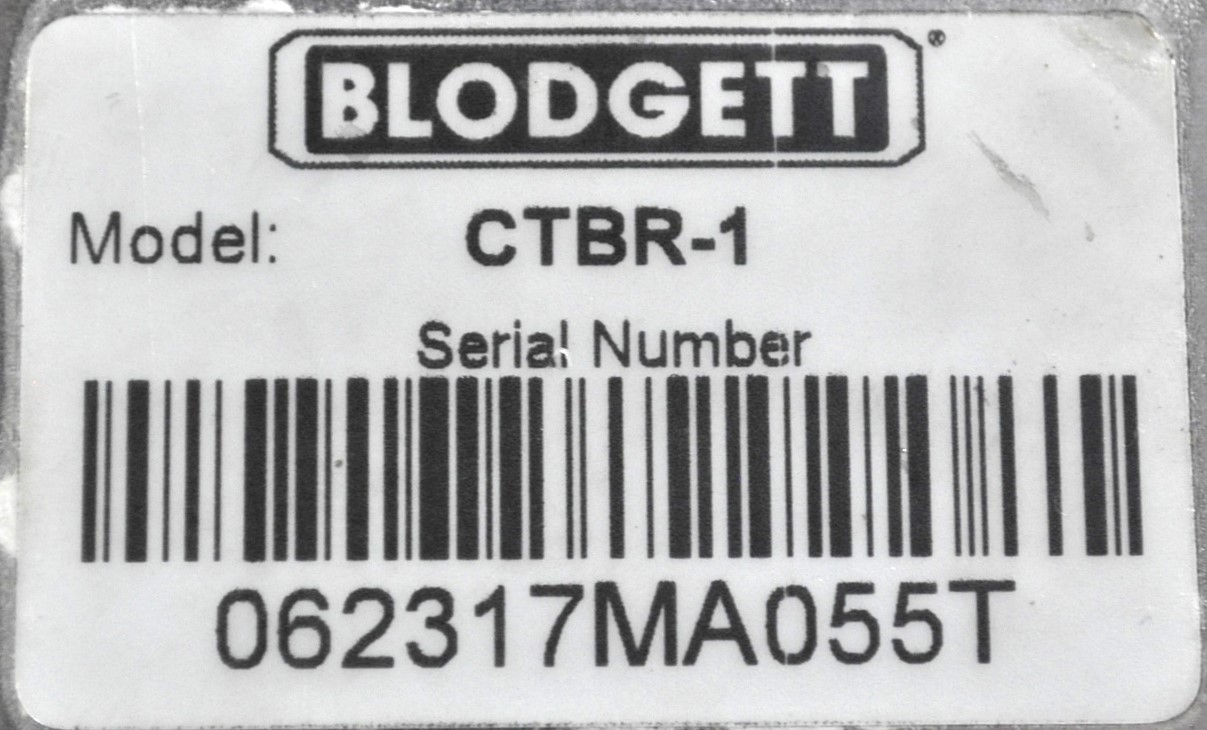 BLODGETT®
Model: CTBR-1
Serial Number
062317MA055T